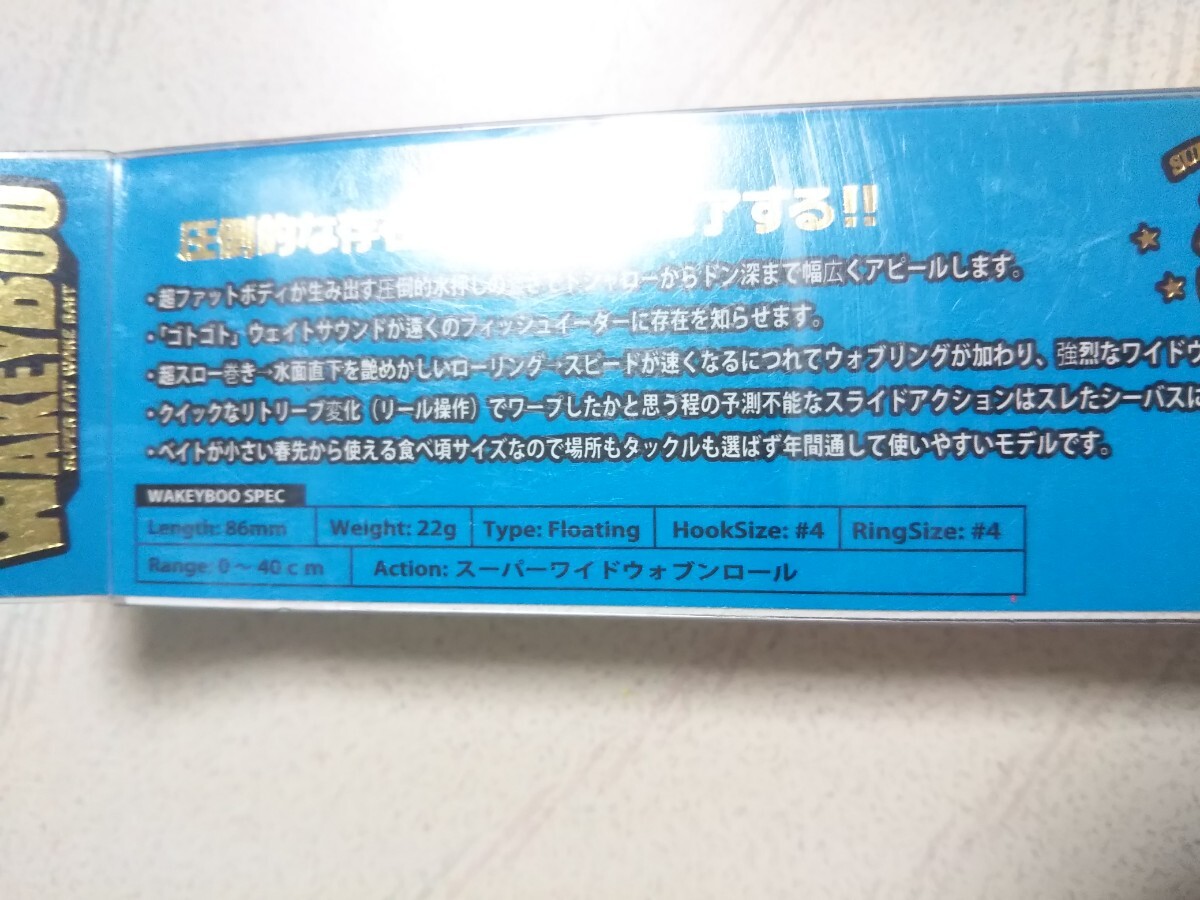 WAKEYBOO
SUPER FAT WAKE BAIT
圧倒的な存 アする!!
・超ファットボディが生み出す圧倒的水押しの でドシャローからドン深まで幅広くアピールします。
・「ゴトゴト」ウェイトサウンドが遠くのフィッシュイーターに存在を知らせます。
・超スロー巻き→水面直下を艶めかしいローリング→スピードが速くなるにつれてウォブリングが加わり、強烈なワイドウ
・クイックなリトリーブ変化（リール操作）でワープしたかと思う程の予測不能なスライドアクションはスレたシーバスに
・ベイトが小さい春先から使える食べ頃サイズなので場所もタックルも選ばず年間通して使いやすいモデルです。
WAKEYBOO SPEC
Length: 86mm Weight: 22g Type: Floating HookSize: #4 RingSize: #4
Range: 0～40cm Action: スーパーワイドウォブンロール